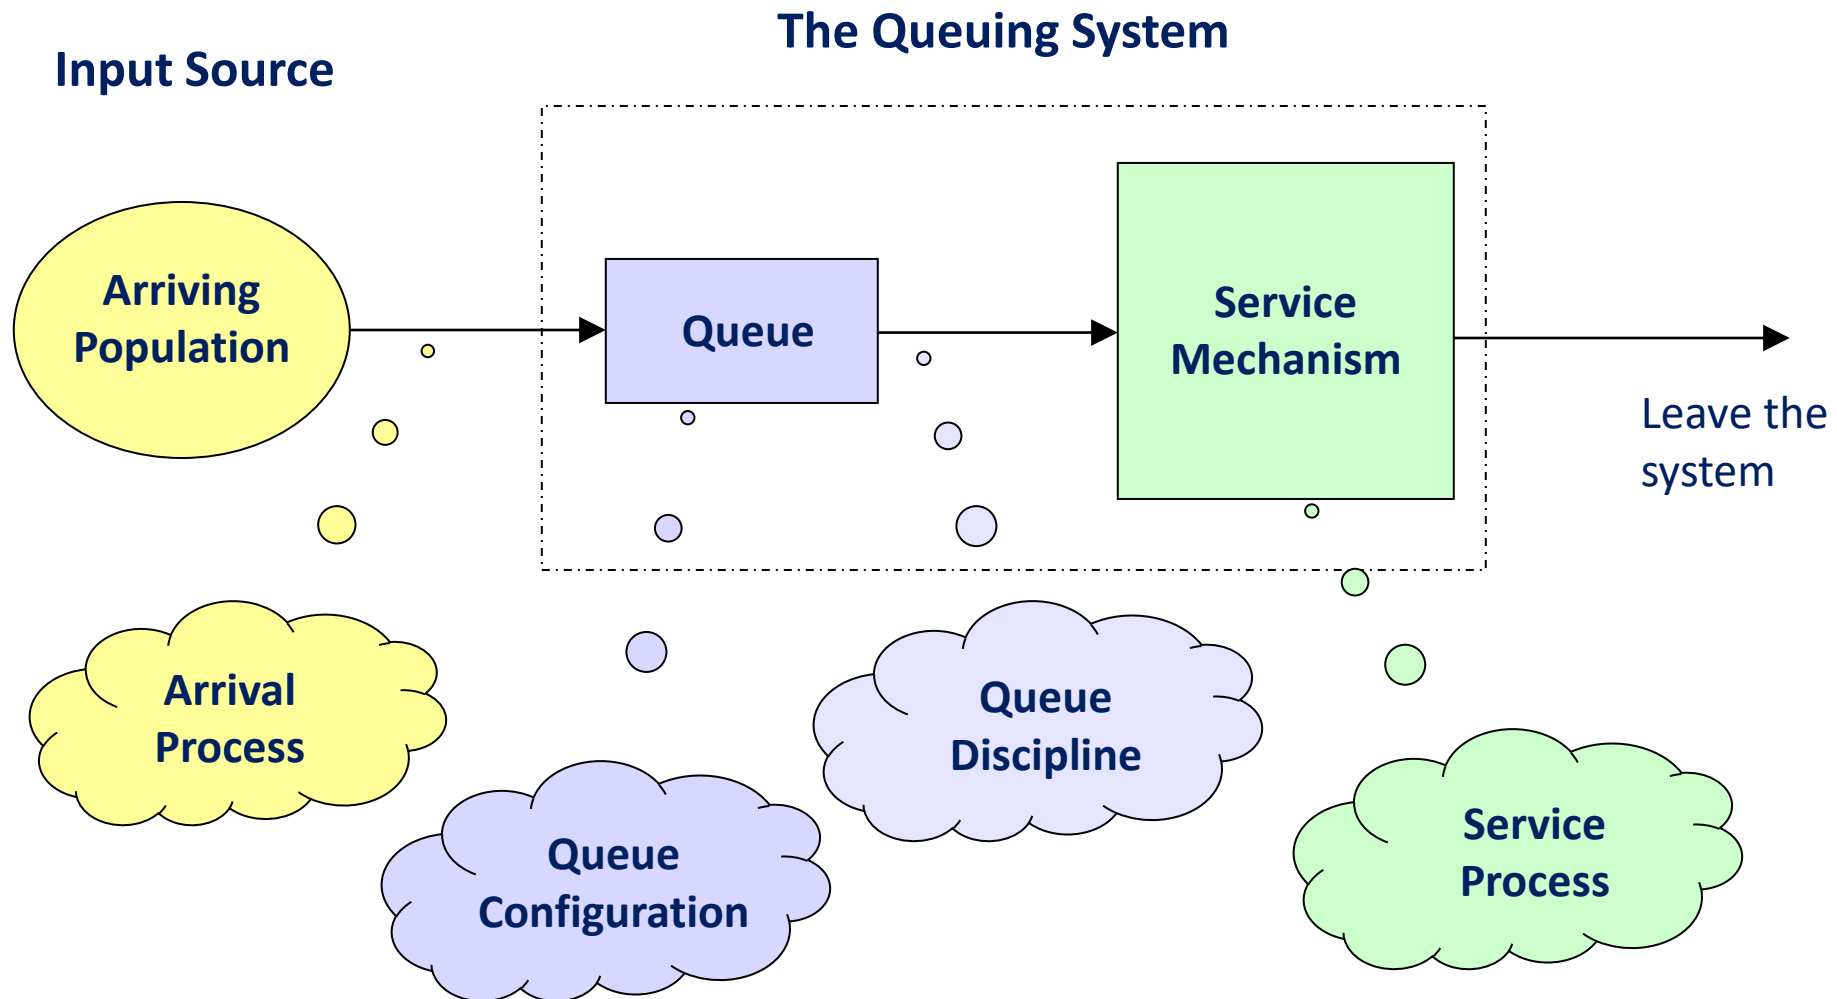 The Queuing System
Input Source
Arriving
Population
Queue
Service
Mechanism
Leave the
system
Arrival
Process
Queue
Configuration
Queue
Discipline
Service
Process